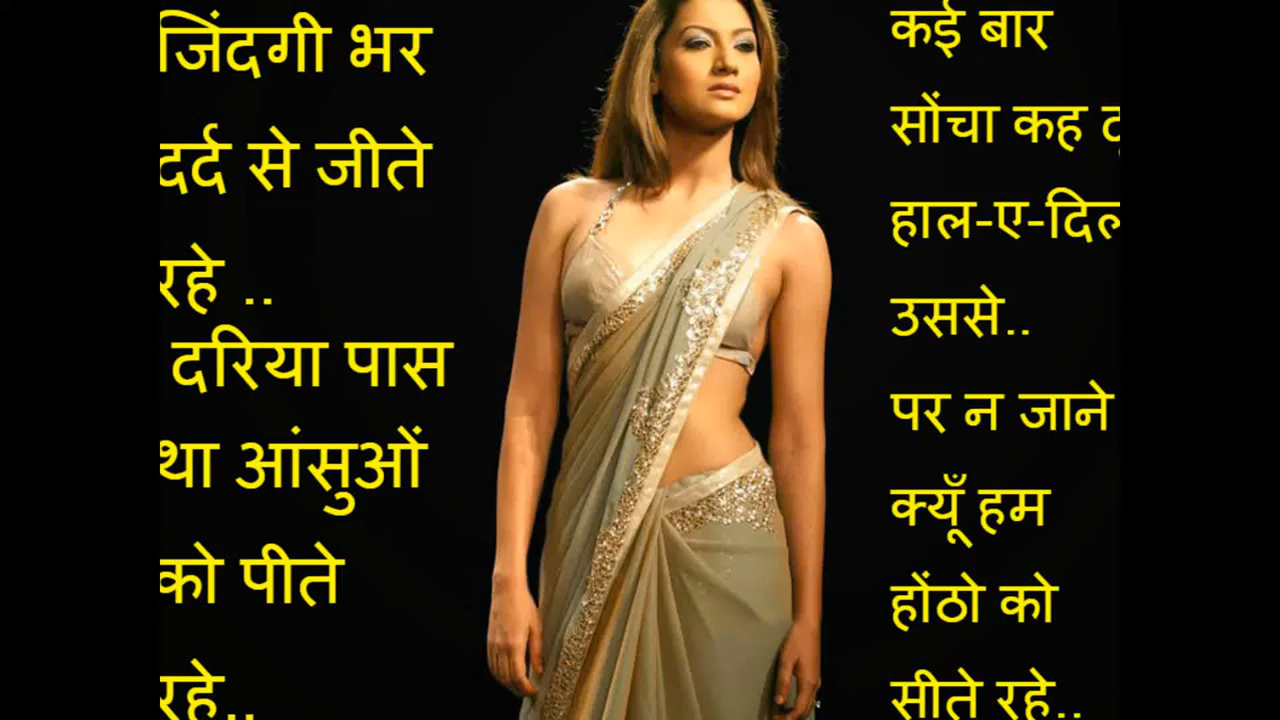 जिंदगी भर
दर्द से जीते
रहे ..
दरिया पास
था आंसुओं
को पीते
रहे..
कई बार
सोंचा कह
हाल-ए-दिल
उससे..
पर न जाने
क्यूँ हम
होंठो को
सीते रहे..